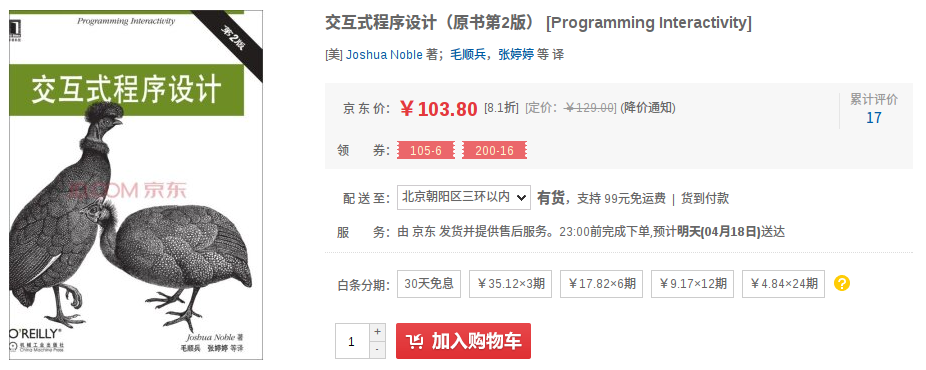 Programming Interactivity
第2版
交互式程序设计
.COM 京东
O'REILLY®
机械工业出版社
China Machine Press
Joshua Noble 著
毛顺兵 张婷婷 等译
交互式程序设计（原书第2版） [Programming Interactivity]
[美] Joshua Noble 著；毛顺兵，张婷婷 等 译
京 东 价： ￥103.80 [8.1折] [定价： ￥129.00] (降价通知)
累计评价
17
领 券： 105-6 200-16
配 送 至： 北京朝阳区三环以内 有货，支持 99元免运费 | 货到付款
服 务： 由 京东 发货并提供售后服务。23:00前完成下单,预计明天(04月18日)送达
白条分期： 30天免息 ￥35.12×3期 ￥17.82×6期 ￥9.17×12期 ￥4.84×24期 ?
1 + -
加入购物车